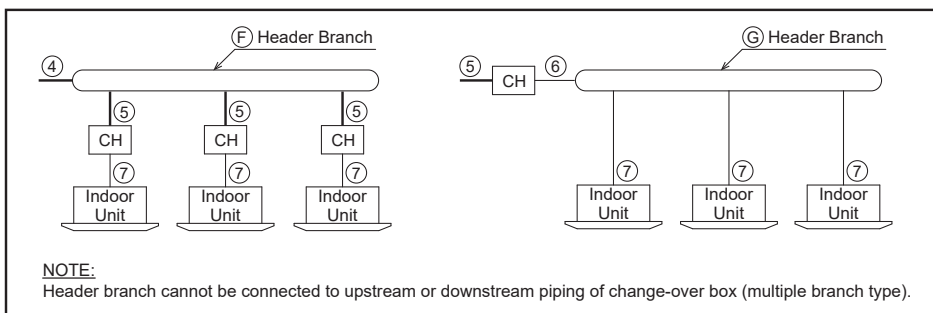 Ⓕ Header Branch
④
⑤ ⑤ ⑤
CH CH CH
⑦ ⑦ ⑦
Indoor Unit
Indoor Unit
Indoor Unit
Ⓖ Header Branch
⑤ CH ⑥
⑦ ⑦ ⑦
Indoor Unit
Indoor Unit
Indoor Unit
NOTE:
Header branch cannot be connected to upstream or downstream piping of change-over box (multiple branch type).